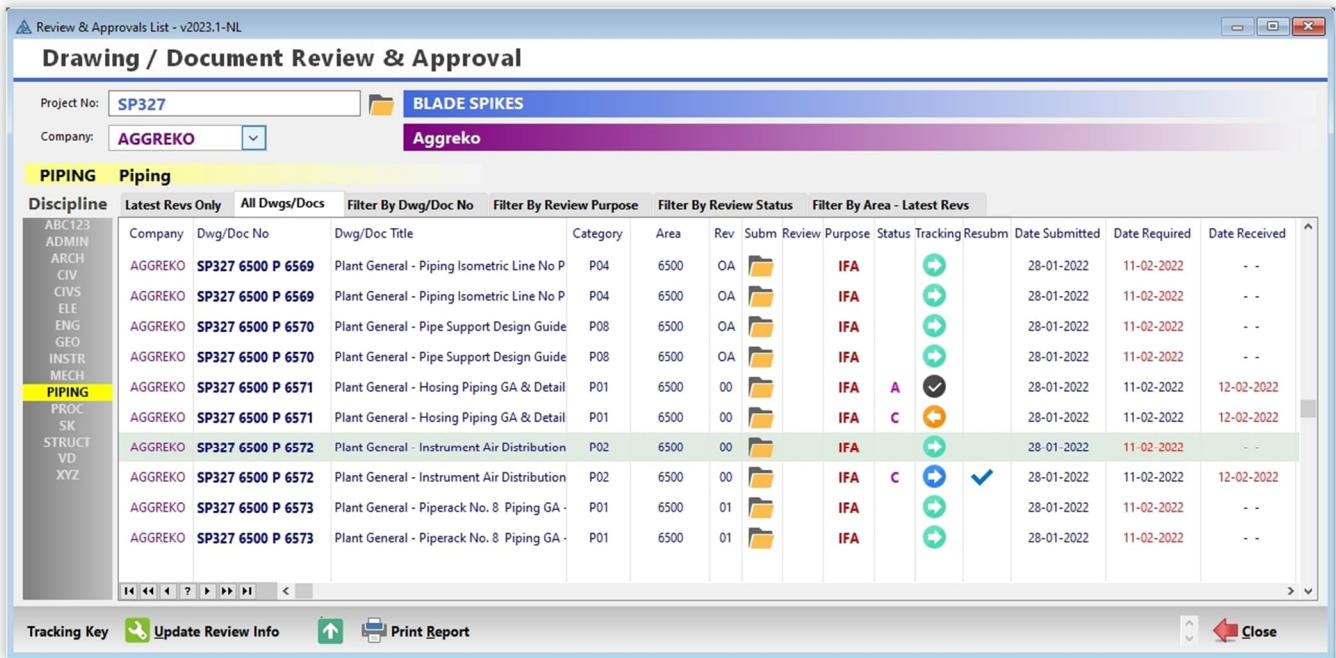 Review & Approvals List - v2023.1-NL
Drawing / Document Review & Approval
Project No: SP327 BLADE SPIKES
Company: AGGREKO Aggreko
PIPING Piping
Discipline Latest Revs Only All Dwgs/Docs Filter By Dwg/Doc No Filter By Review Purpose Filter By Review Status Filter By Area - Latest Revs
ABC123
ADMIN
ARCH
CIV
CIVS
ELE
ENG
GEO
INSTR
MECH
PIPING
PROC
SK
STRUCT
VD
XYZ
Company Dwg/Doc No Dwg/Doc Title Category Area Rev Subm Review Purpose Status Tracking Resubm Date Submitted Date Required Date Received
AGGREKO SP327 6500 P 6569 Plant General - Piping Isometric Line No P P04 6500 OA IFA 28-01-2022 11-02-2022 - -
AGGREKO SP327 6500 P 6569 Plant General - Piping Isometric Line No P P04 6500 OA IFA 28-01-2022 11-02-2022 - -
AGGREKO SP327 6500 P 6570 Plant General - Pipe Support Design Guide P08 6500 OA IFA 28-01-2022 11-02-2022 - -
AGGREKO SP327 6500 P 6570 Plant General - Pipe Support Design Guide P08 6500 OA IFA 28-01-2022 11-02-2022 - -
AGGREKO SP327 6500 P 6571 Plant General - Hosing Piping GA & Detail P01 6500 00 IFA A 28-01-2022 11-02-2022 12-02-2022
AGGREKO SP327 6500 P 6571 Plant General - Hosing Piping GA & Detail P01 6500 00 IFA C 28-01-2022 11-02-2022 12-02-2022
AGGREKO SP327 6500 P 6572 Plant General - Instrument Air Distribution P02 6500 00 IFA 28-01-2022 11-02-2022 - -
AGGREKO SP327 6500 P 6572 Plant General - Instrument Air Distribution P02 6500 00 IFA C 28-01-2022 11-02-2022 12-02-2022
AGGREKO SP327 6500 P 6573 Plant General - Piperack No. 8 Piping GA - P01 6500 01 IFA 28-01-2022 11-02-2022 - -
AGGREKO SP327 6500 P 6573 Plant General - Piperack No. 8 Piping GA - P01 6500 01 IFA 28-01-2022 11-02-2022 - -
?
Tracking Key Update Review Info Print Report Close